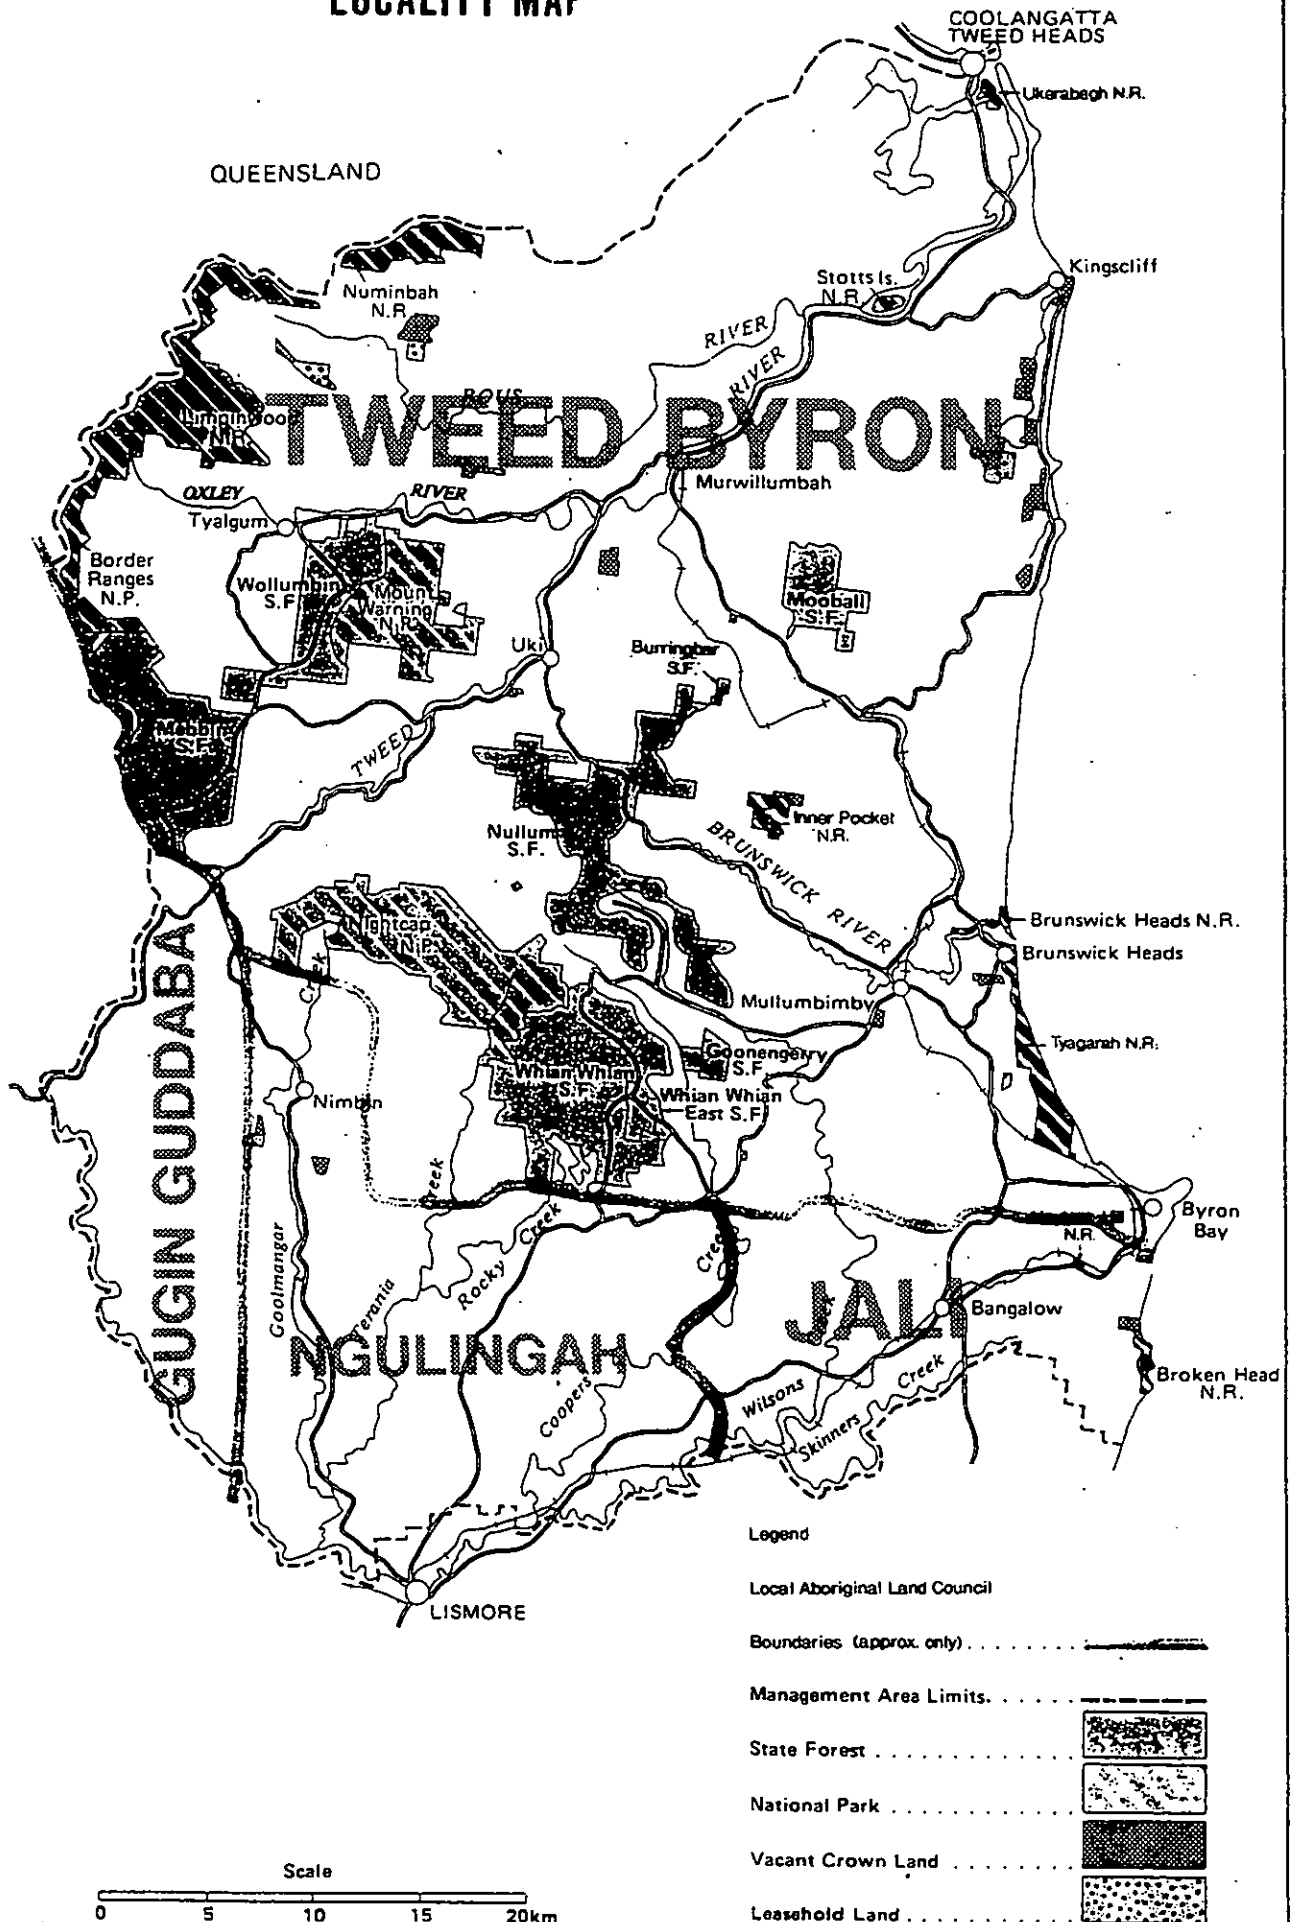 LOCALITY MAP
COOLANGATTA
TWEED HEADS
Ukerabagh N.R.
QUEENSLAND
Numinbah
N.R
Stotts Is.
N.R.
Kingscliff
RIVER
RIVER
ROUS
N.R.
TWEED BYRON
OXLEY
RIVER
Murwillumbah
Tyalgum
Border
Ranges
N.P.
Wollumbin
S.F
Mount
Warning
N.R.
Mooball
S.F.
Uki
Burringbar
S.F.
Mebbin
S.F.
TWEED
Nullum
S.F.
Inner Pocket
N.R.
BRUNSWICK RIVER
Brunswick Heads N.R.
Brunswick Heads
ightcap
N.P.
Creek
Mullumbimby
Tyagarah N.R.
Goonengerry
S.F
Whian Whian
S.F.
Whian Whian
East S.F
Nimbin
GUGIN GUDDABA
Creek
Creek
Creek
Byron
Bay
N.R.
Goolmangar
Terania
Rocky
JALI
Bangalow
NGULINGAH
Coopers
Wilsons
Creek
Skinners
Broken Head
N.R.
LISMORE
Legend
Local Aboriginal Land Council
Boundaries (approx. only)
Management Area Limits
State Forest
National Park
Vacant Crown Land
Leasehold Land
Scale
0 5 10 15 20km